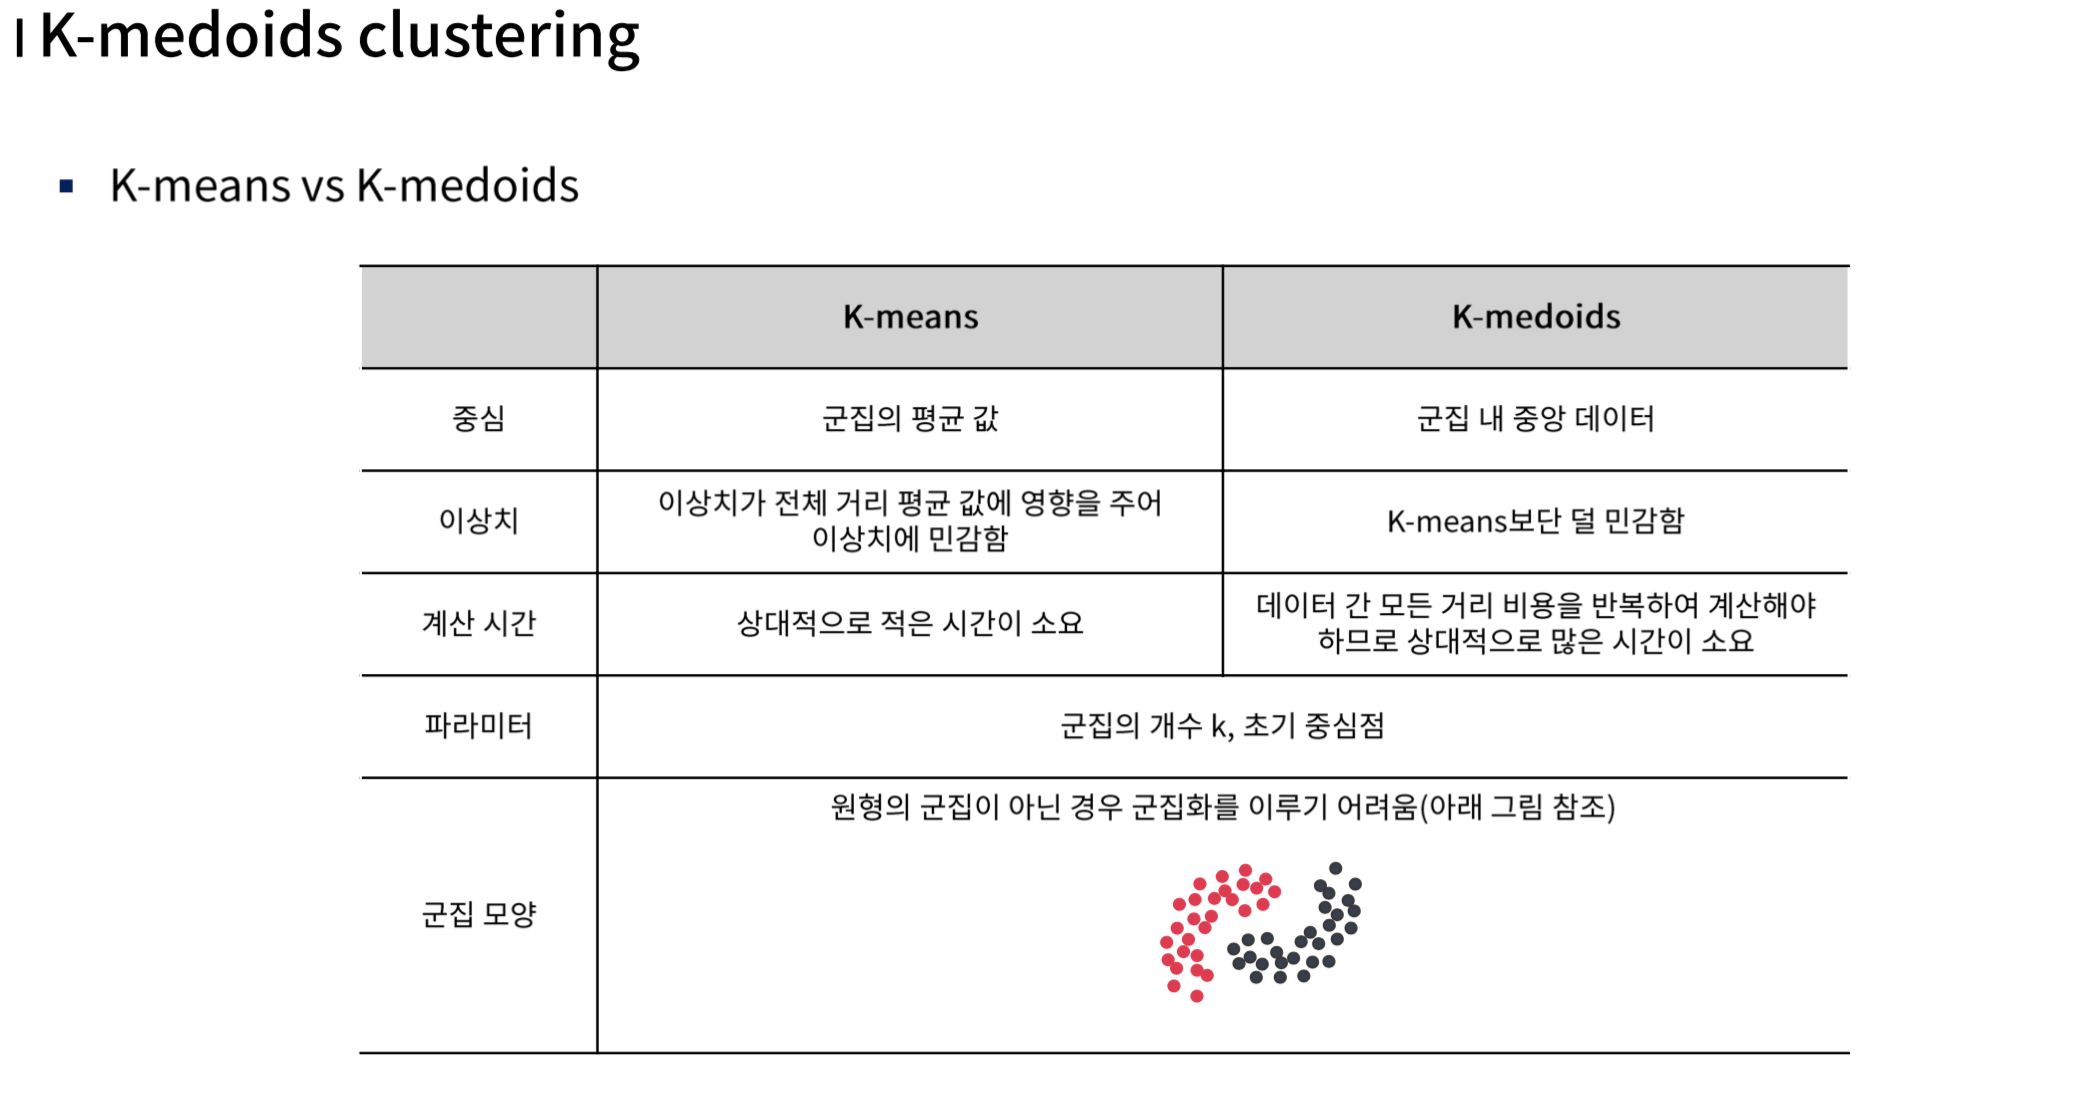 K-medoids clustering
K-means vs K-medoids
K-means
K-medoids
중심
군집의 평균 값
군집 내 중앙 데이터
이상치
이상치가 전체 거리 평균 값에 영향을 주어
이상치에 민감함
K-means보단 덜 민감함
계산 시간
상대적으로 적은 시간이 소요
데이터 간 모든 거리 비용을 반복하여 계산해야
하므로 상대적으로 많은 시간이 소요
파라미터
군집의 개수 k, 초기 중심점
군집 모양
원형의 군집이 아닌 경우 군집화를 이루기 어려움(아래 그림 참조)